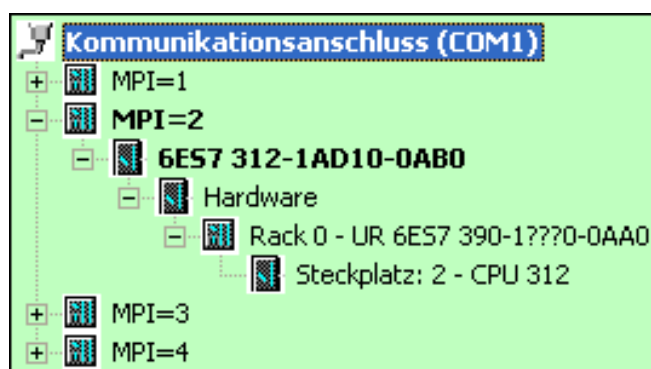 Kommunikationsanschluss (COM1)
MPI=1
MPI=2
6ES7 312-1AD10-0AB0
Hardware
Rack 0 - UR 6ES7 390-1???0-0AA0
Steckplatz: 2 - CPU 312
MPI=3
MPI=4